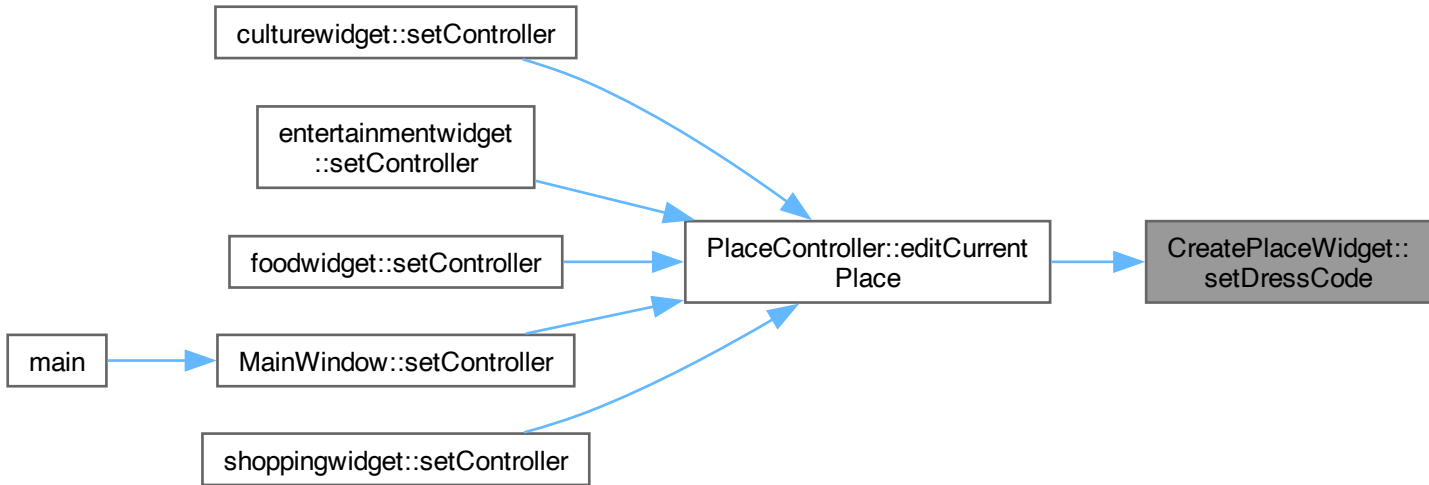 culturewidget::setController
entertainmentwidget
::setController
foodwidget::setController
main
MainWindow::setController
shoppingwidget::setController
PlaceController::editCurrent
Place
CreatePlaceWidget::
setDressCode